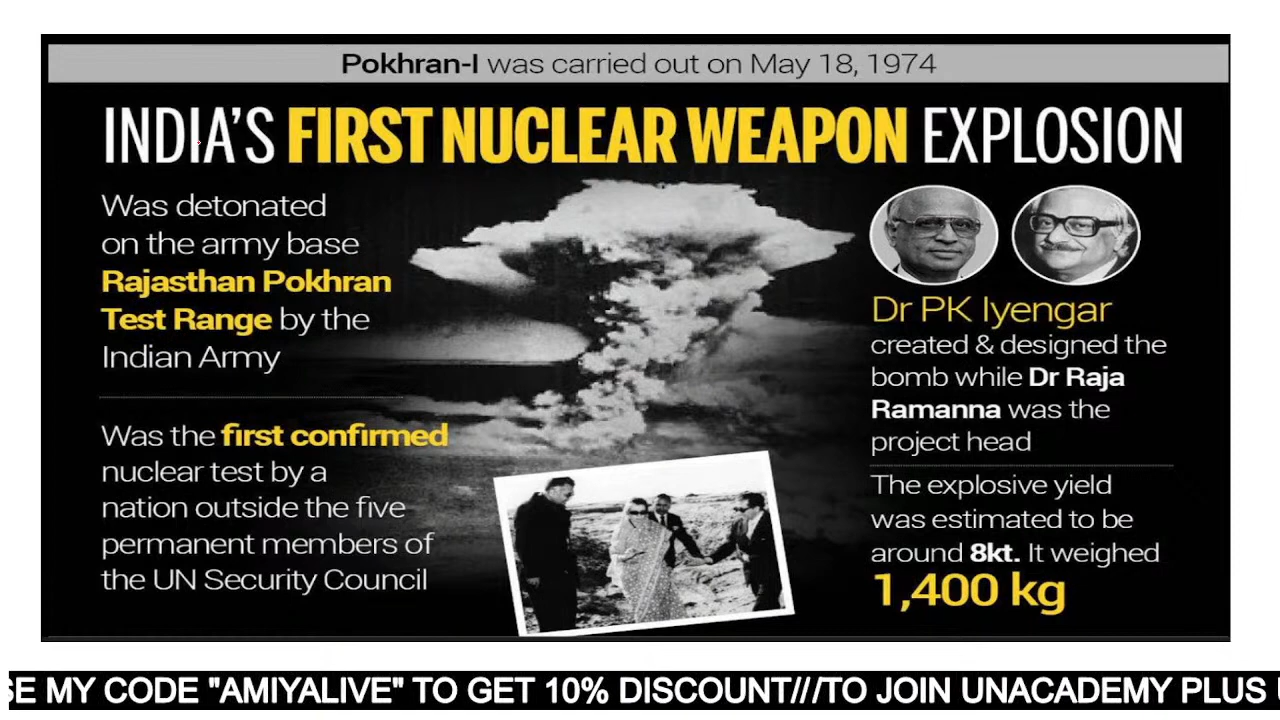 Pokhran-I was carried out on May 18, 1974
INDIA'S FIRST NUCLEAR WEAPON EXPLOSION
Was detonated
on the army base
Rajasthan Pokhran
Test Range by the
Indian Army
Was the first confirmed
nuclear test by a
nation outside the five
permanent members of
the UN Security Council
Dr PK Iyengar
created & designed the
bomb while Dr Raja
Ramanna was the
project head
The explosive yield
was estimated to be
around 8kt. It weighed
1,400 kg
SE MY CODE "AMIYALIVE" TO GET 10% DISCOUNT///TO JOIN UNACADEMY PLUS